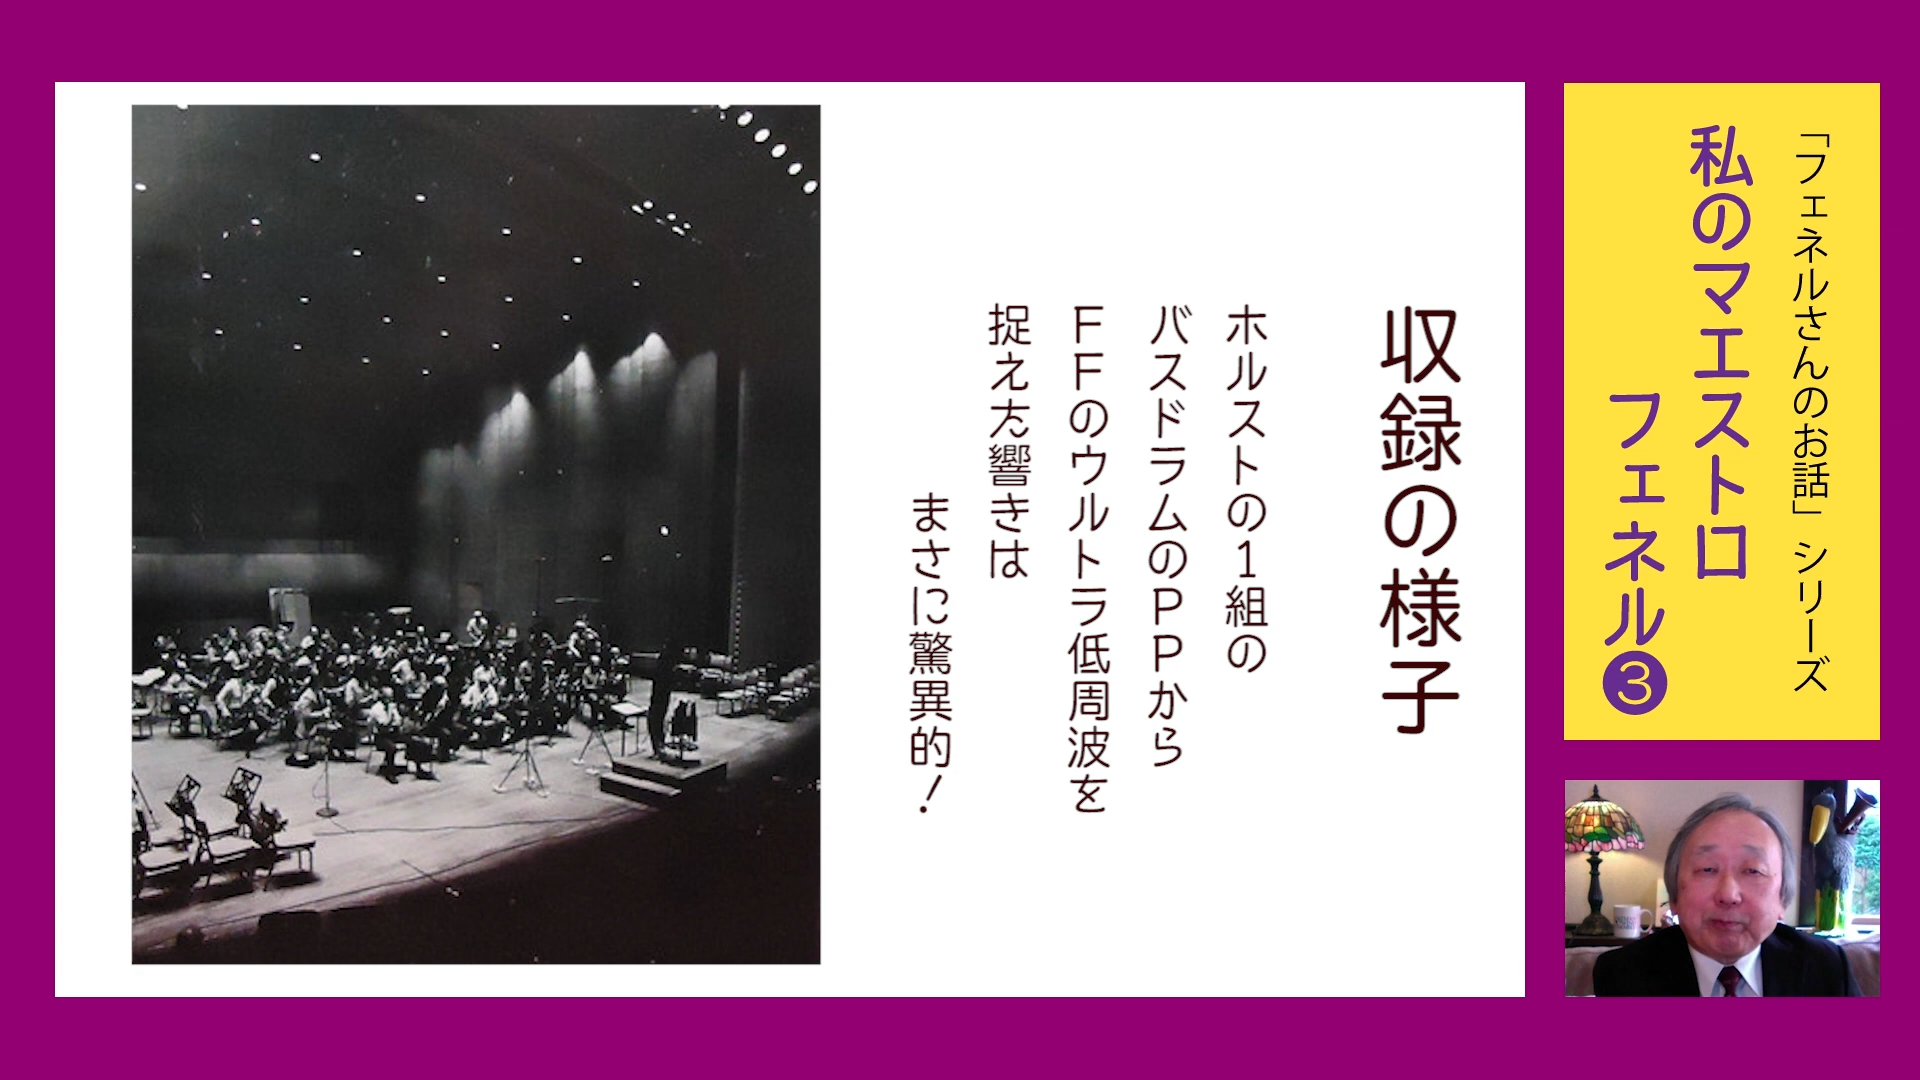 「フェネルさんのお話」シリーズ
私のマエストロ
フェネル❸
収録の様子
ホルストの1組の
バスドラムのPPから
FFのウルトラ低周波を
捉えた響きは
まさに驚異的!